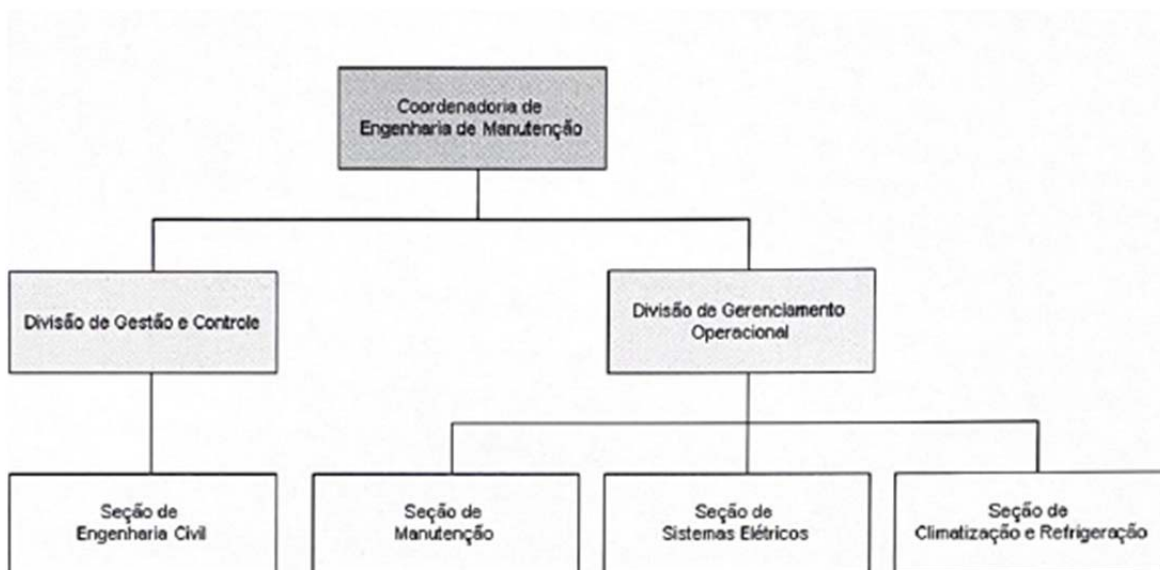 Coordenadoria de
Engenharia de Manutenção
Divisão de Gestão e Controle
Divisão de Gerenciamento
Operacional
Seção de
Engenharia Civil
Seção de
Manutenção
Seção de
Sistemas Elétricos
Seção de
Climatização e Refrigeração